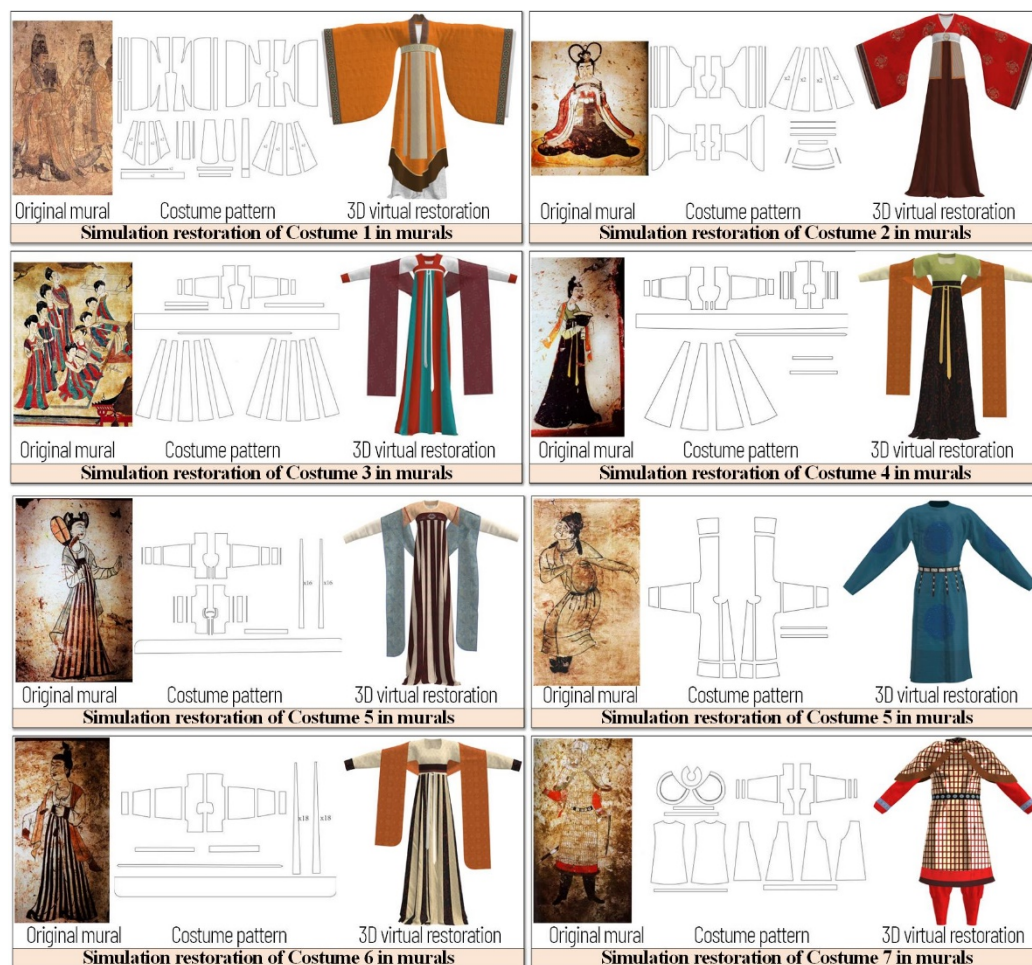 Original mural Costume pattern 3D virtual restoration
Simulation restoration of Costume 1 in murals
Original mural Costume pattern 3D virtual restoration
Simulation restoration of Costume 2 in murals
Original mural Costume pattern 3D virtual restoration
Simulation restoration of Costume 3 in murals
Original mural Costume pattern 3D virtual restoration
Simulation restoration of Costume 4 in murals
x16 x16
Original mural Costume pattern 3D virtual restoration
Simulation restoration of Costume 5 in murals
Original mural Costume pattern 3D virtual restoration
Simulation restoration of Costume 5 in murals
x18 x18
Original mural Costume pattern 3D virtual restoration
Simulation restoration of Costume 6 in murals
Original mural Costume pattern 3D virtual restoration
Simulation restoration of Costume 7 in murals